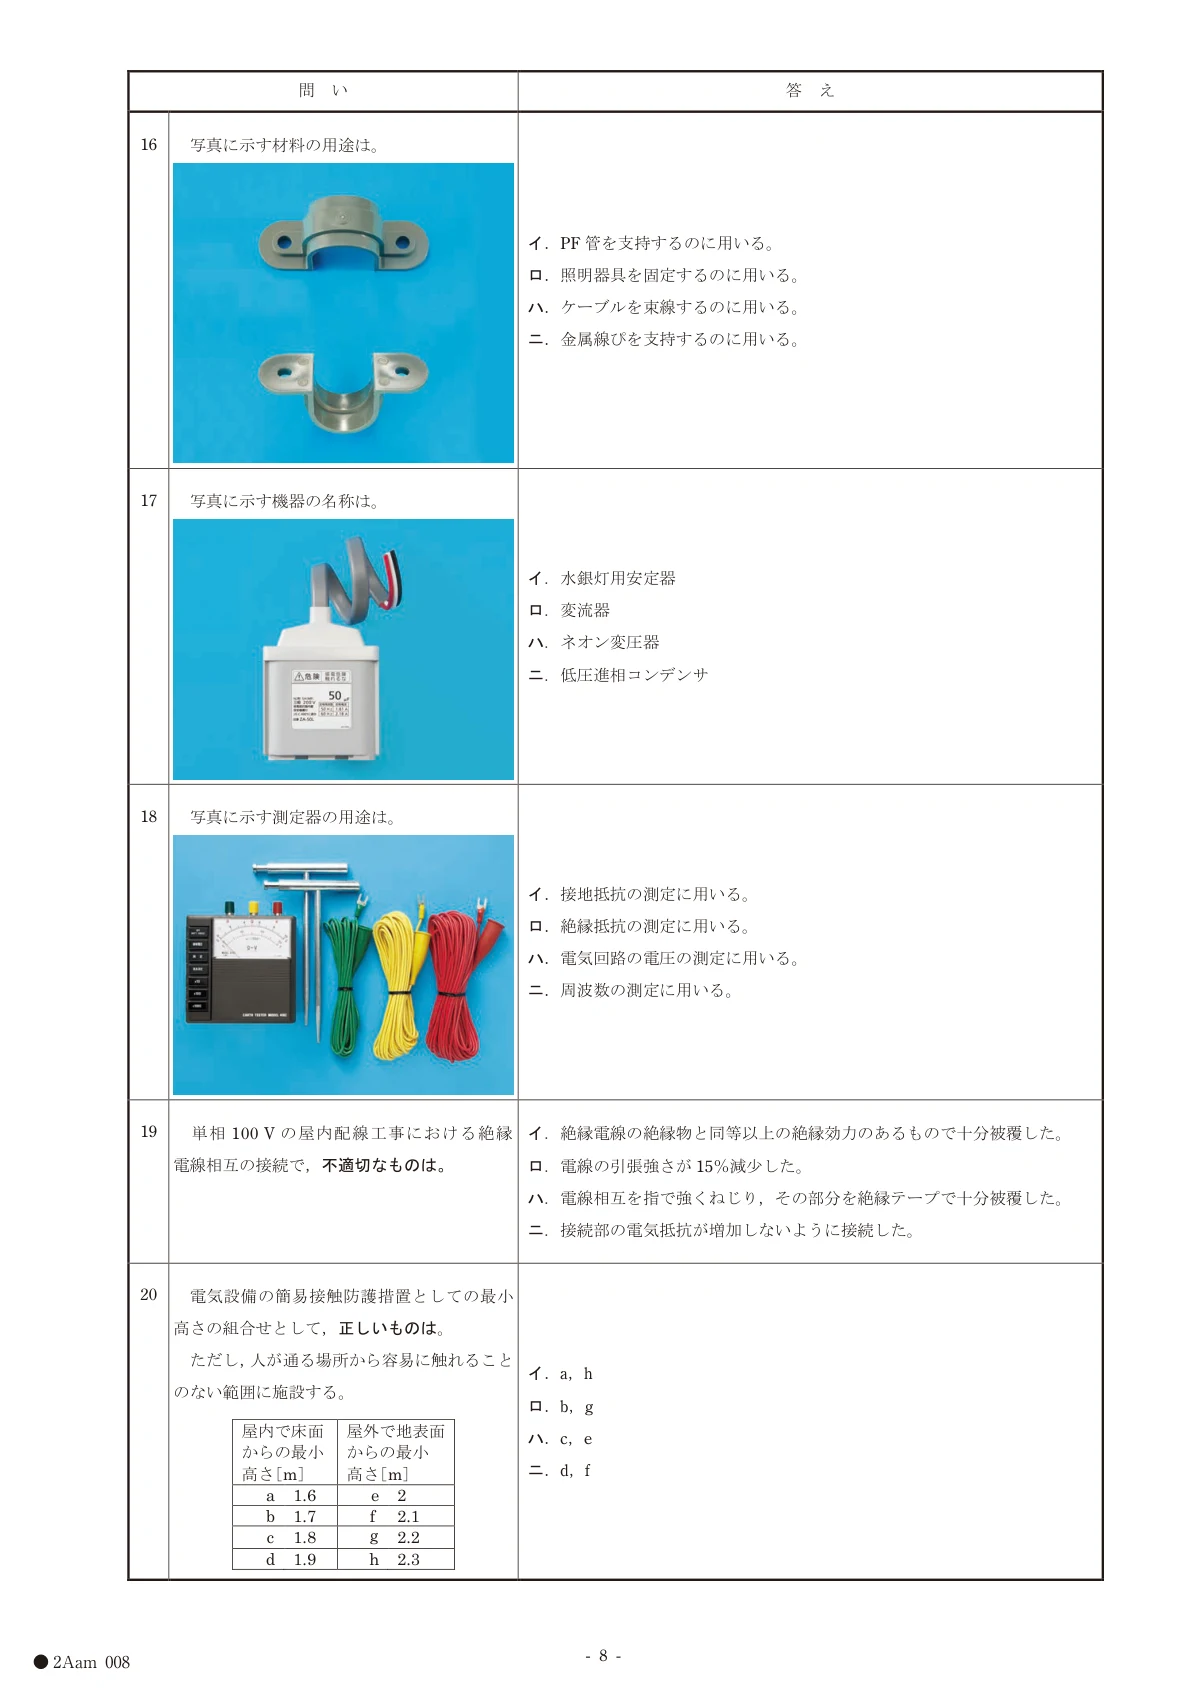 問　い
答　え
16
写真に示す材料の用途は。
イ．PF 管を支持するのに用いる。
ロ．照明器具を固定するのに用いる。
ハ．ケーブルを束線するのに用いる。
ニ．金属線ぴを支持するのに用いる。
17
写真に示す機器の名称は。
危険
50
イ．水銀灯用安定器
ロ．変流器
ハ．ネオン変圧器
ニ．低圧進相コンデンサ
18
写真に示す測定器の用途は。
イ．接地抵抗の測定に用いる。
ロ．絶縁抵抗の測定に用いる。
ハ．電気回路の電圧の測定に用いる。
ニ．周波数の測定に用いる。
19
単相 100 V の屋内配線工事における絶縁
電線相互の接続で，不適切なものは。
イ．絶縁電線の絶縁物と同等以上の絶縁効力のあるもので十分被覆した。
ロ．電線の引張強さが 15％減少した。
ハ．電線相互を指で強くねじり，その部分を絶縁テープで十分被覆した。
ニ．接続部の電気抵抗が増加しないように接続した。
20
電気設備の簡易接触防護措置としての最小
高さの組合せとして，正しいものは。
ただし，人が通る場所から容易に触れること
のない範囲に施設する。
屋内で床面からの最小高さ[m]　屋外で地表面からの最小高さ[m]
a　1.6　e　2
b　1.7　f　2.1
c　1.8　g　2.2
d　1.9　h　2.3
イ．a，h
ロ．b，g
ハ．c，e
ニ．d，f
- 8 -
●2Aam 008